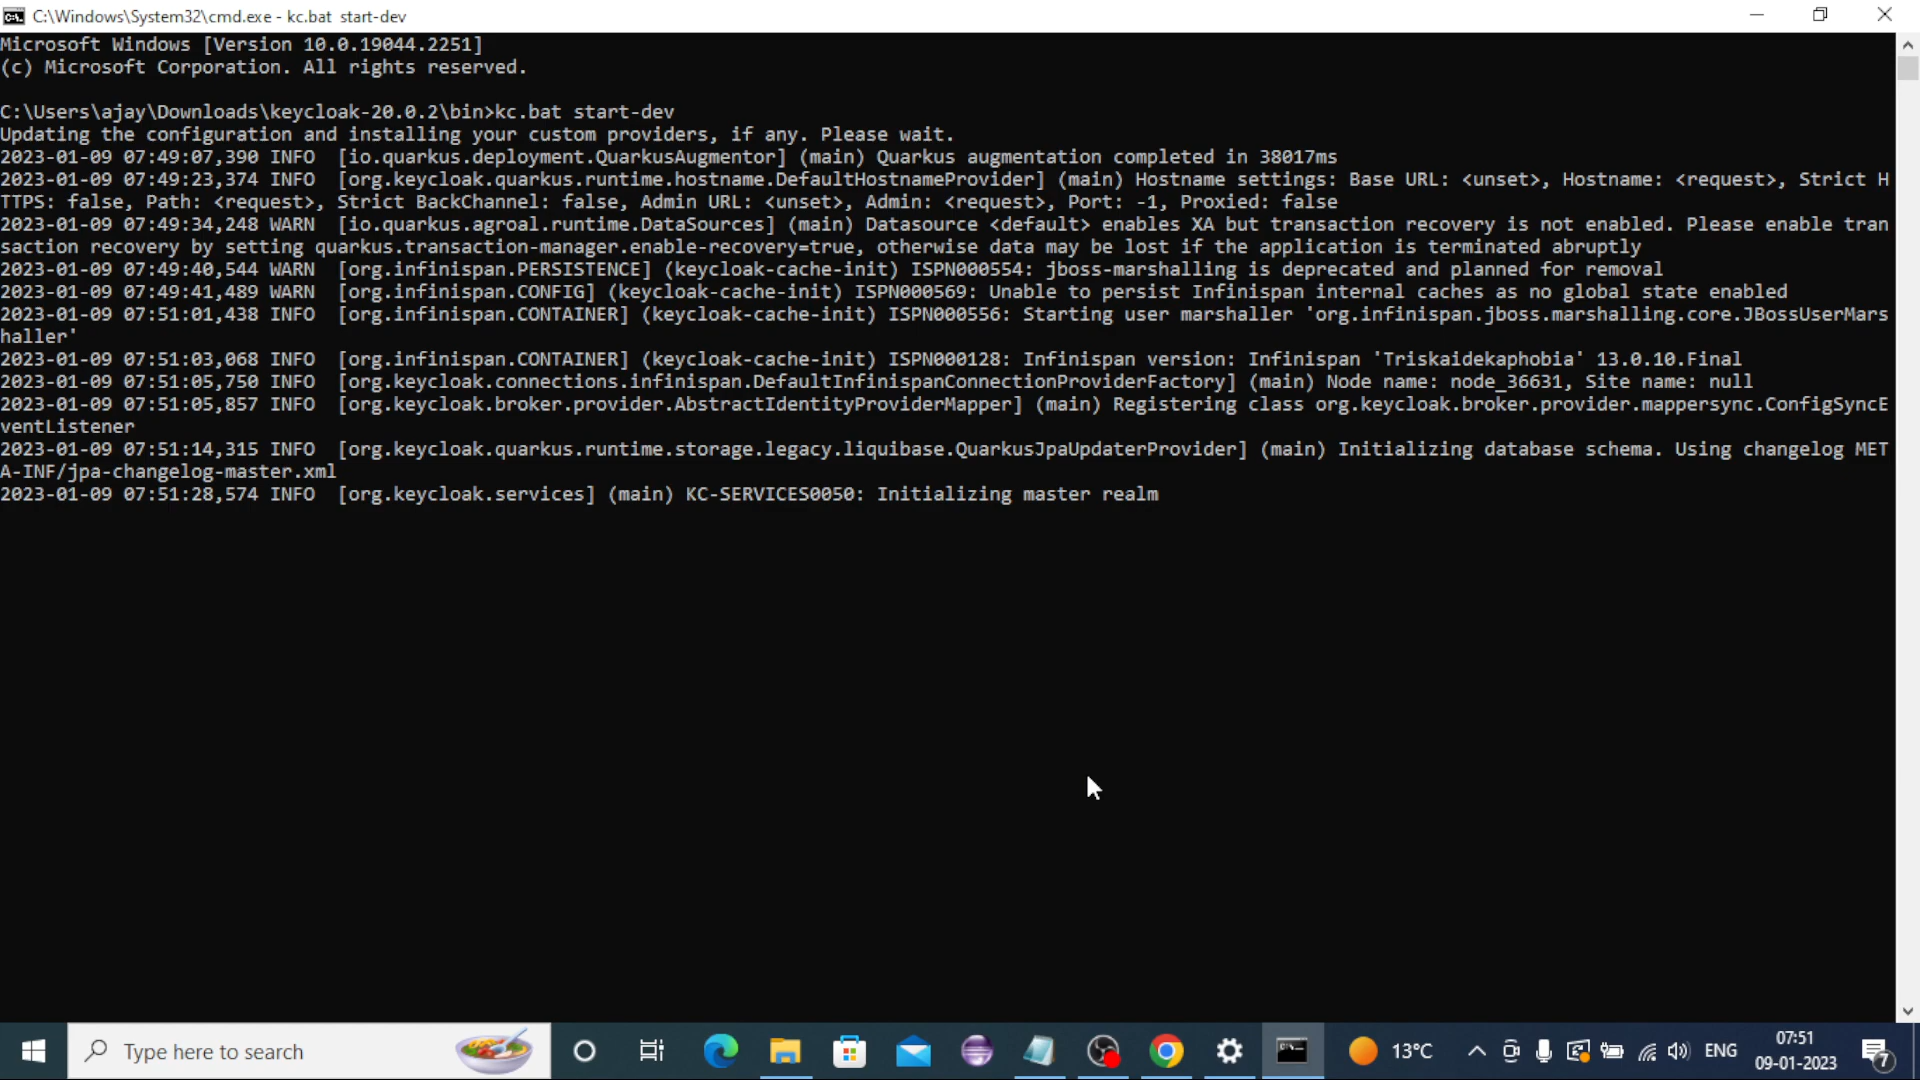 C:\Windows\System32\cmd.exe - kc.bat  start-dev
Microsoft Windows [Version 10.0.19044.2251]
(c) Microsoft Corporation. All rights reserved.
C:\Users\ajay\Downloads\keycloak-20.0.2\bin>kc.bat start-dev
Updating the configuration and installing your custom providers, if any. Please wait.
2023-01-09 07:49:07,390 INFO  [io.quarkus.deployment.QuarkusAugmentor] (main) Quarkus augmentation completed in 38017ms
2023-01-09 07:49:23,374 INFO  [org.keycloak.quarkus.runtime.hostname.DefaultHostnameProvider] (main) Hostname settings: Base URL: <unset>, Hostname: <request>, Strict H
TTPS: false, Path: <request>, Strict BackChannel: false, Admin URL: <unset>, Admin: <request>, Port: -1, Proxied: false
2023-01-09 07:49:34,248 WARN  [io.quarkus.agroal.runtime.DataSources] (main) Datasource <default> enables XA but transaction recovery is not enabled. Please enable tran
saction recovery by setting quarkus.transaction-manager.enable-recovery=true, otherwise data may be lost if the application is terminated abruptly
2023-01-09 07:49:40,544 WARN  [org.infinispan.PERSISTENCE] (keycloak-cache-init) ISPN000554: jboss-marshalling is deprecated and planned for removal
2023-01-09 07:49:41,489 WARN  [org.infinispan.CONFIG] (keycloak-cache-init) ISPN000569: Unable to persist Infinispan internal caches as no global state enabled
2023-01-09 07:51:01,438 INFO  [org.infinispan.CONTAINER] (keycloak-cache-init) ISPN000556: Starting user marshaller 'org.infinispan.jboss.marshalling.core.JBossUserMars
haller'
2023-01-09 07:51:03,068 INFO  [org.infinispan.CONTAINER] (keycloak-cache-init) ISPN000128: Infinispan version: Infinispan 'Triskaidekaphobia' 13.0.10.Final
2023-01-09 07:51:05,750 INFO  [org.keycloak.connections.infinispan.DefaultInfinispanConnectionProviderFactory] (main) Node name: node_36631, Site name: null
2023-01-09 07:51:05,857 INFO  [org.keycloak.broker.provider.AbstractIdentityProviderMapper] (main) Registering class org.keycloak.broker.provider.mappersync.ConfigSyncE
ventListener
2023-01-09 07:51:14,315 INFO  [org.keycloak.quarkus.runtime.storage.legacy.liquibase.QuarkusJpaUpdaterProvider] (main) Initializing database schema. Using changelog MET
A-INF/jpa-changelog-master.xml
2023-01-09 07:51:28,574 INFO  [org.keycloak.services] (main) KC-SERVICES0050: Initializing master realm
Type here to search
13°C
ENG
07:51
09-01-2023
7